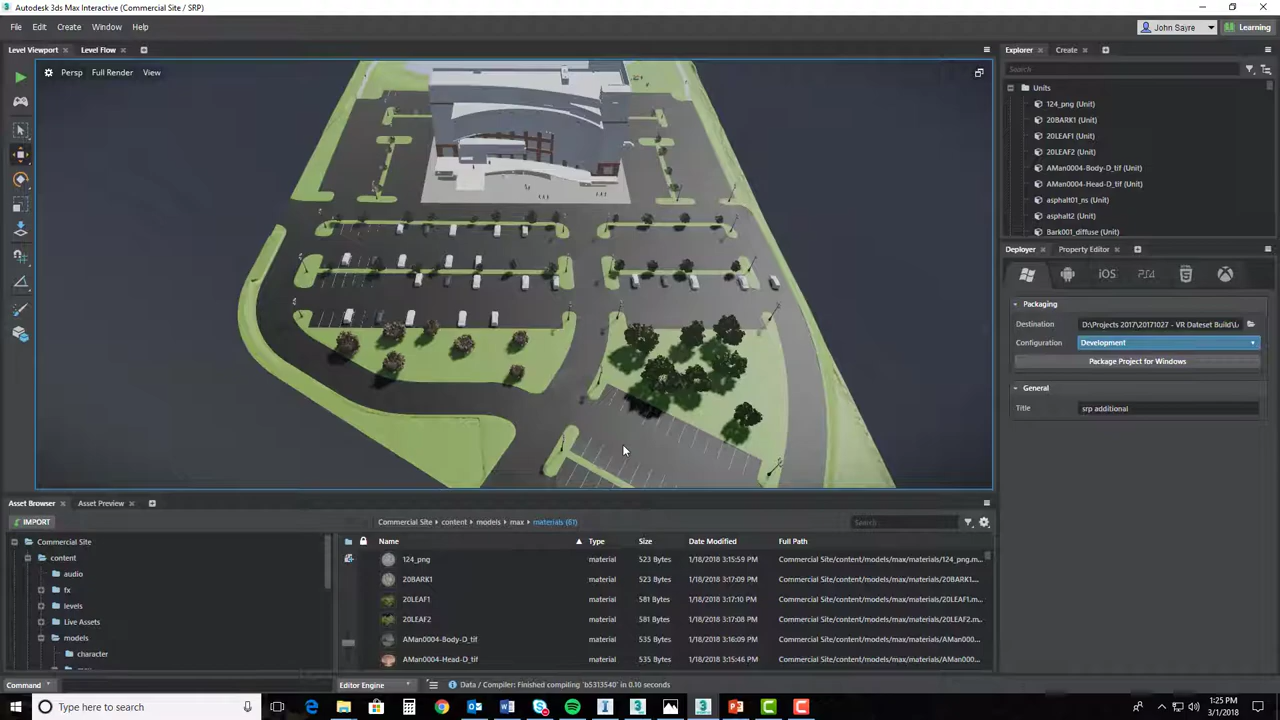 Autodesk 3ds Max Interactive (Commercial Site / SRP)
File Edit Create Window Help
John Sayre Learning
Level Viewport Level Flow
Persp Full Render View
Explorer Create
Search
Units
124_png (Unit)
20BARK1 (Unit)
20LEAF1 (Unit)
20LEAF2 (Unit)
AMan0004-Body-D_tif (Unit)
AMan0004-Head-D_tif (Unit)
asphalt01_ns (Unit)
asphalt2 (Unit)
Bark001_diffuse (Unit)
Deployer Property Editor
iOS
Packaging
Destination D:\Projects 2017\20171027 - VR Dateset Build\
Configuration Development
Package Project for Windows
General
Title srp additional
Asset Browser Asset Preview
IMPORT
Commercial Site content models max materials (61) Search
Name Type Size Date Modified Full Path
Commercial Site
content
audio
fx
levels
Live Assets
models
character
124_png material 523 Bytes 1/18/2018 3:15:59 PM Commercial Site/content/models/max/materials/124_png.m...
20BARK1 material 523 Bytes 1/18/2018 3:17:09 PM Commercial Site/content/models/max/materials/20BARK1....
20LEAF1 material 581 Bytes 1/18/2018 3:17:10 PM Commercial Site/content/models/max/materials/20LEAF1.m...
20LEAF2 material 581 Bytes 1/18/2018 3:17:08 PM Commercial Site/content/models/max/materials/20LEAF2.m...
AMan0004-Body-D_tif material 535 Bytes 1/18/2018 3:16:09 PM Commercial Site/content/models/max/materials/AMan000...
AMan0004-Head-D_tif material 535 Bytes 1/18/2018 3:15:46 PM Commercial Site/content/models/max/materials/AMan000...
Command Editor Engine Data / Compiler: Finished compiling 'b5313540' in 0.10 seconds
Type here to search
1:25 PM
3/1/2018